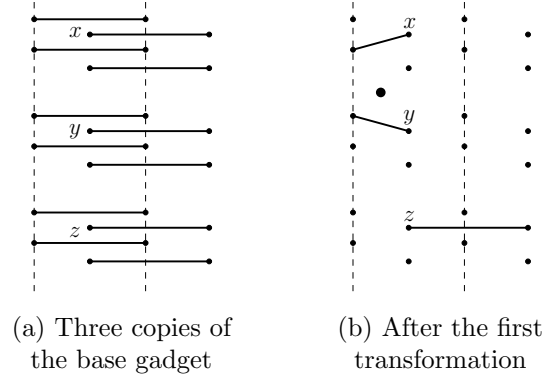 x
x
y
y
z
z
(a) Three copies of
the base gadget
(b) After the first
transformation